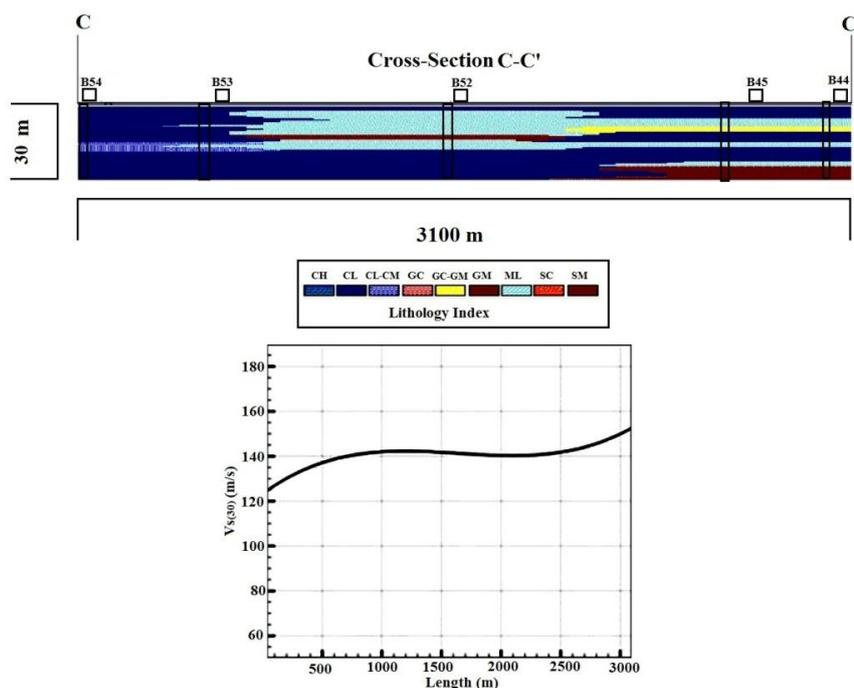 C C
Cross-Section C-C'
B54 B53 B52 B45 B44
30 m
3100 m
CH CL CL-CM GC GC-GM GM ML SC SM
Lithology Index
180
160
140
120
100
80
60
Vs(30) (m/s)
500 1000 1500 2000 2500 3000
Length (m)